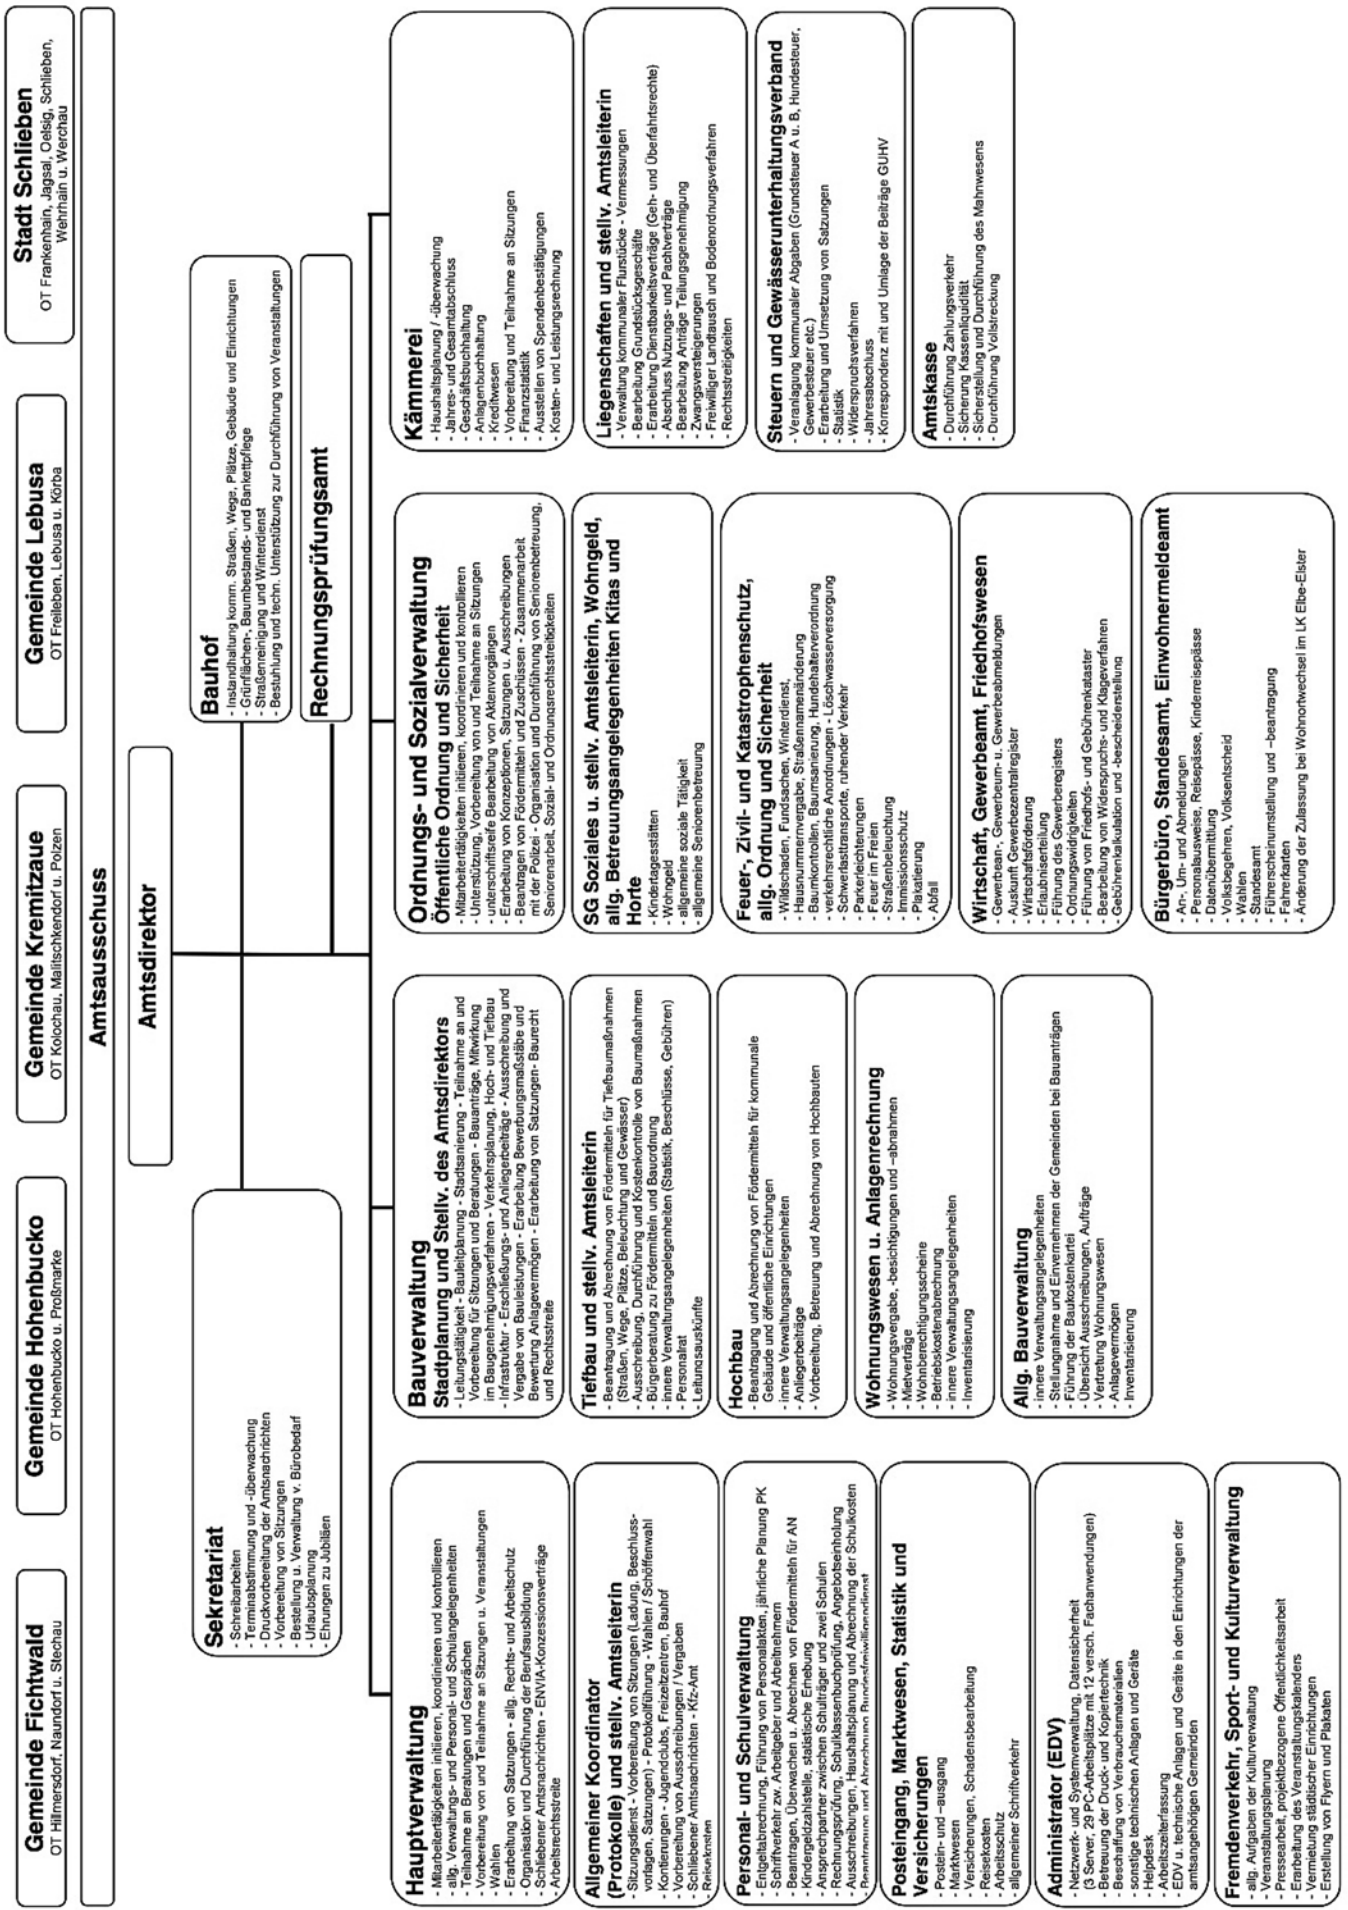 Gemeinde Fichtwald
OT Hillmersdorf, Naundorf u. Stechau
Gemeinde Hohenbucko
OT Hohenbucko u. Proßmarke
Gemeinde Kremitzaue
OT Kolochau, Malitschkendorf u. Polzen
Gemeinde Lebusa
OT Freileben, Lebusa u. Körba
Stadt Schlieben
OT Frankenhain, Jagsal, Oelsig, Schlieben,
Wehrhain u. Werchau
Amtsausschuss
Amtsdirektor
Sekretariat
- Schreibarbeiten
- Terminabstimmung und -überwachung
- Druckvorbereitung der Amtsnachrichten
- Vorbereitung von Sitzungen
- Bestellung u. Verwaltung v. Bürobedarf
- Urlaubsplanung
- Ehrungen zu Jubiläen
Bauhof
- Instandhaltung komm. Straßen, Wege, Plätze, Gebäude und Einrichtungen
- Grünflächen-, Baumbestands- und Bankettpflege
- Straßenreinigung und Winterdienst
- Bestuhlung und techn. Unterstützung zur Durchführung von Veranstaltungen
Rechnungsprüfungsamt
Hauptverwaltung
- Mitarbeitertätigkeiten initiieren, koordinieren und kontrollieren
- allg. Verwaltungs- und Personal- und Schulangelegenheiten
- Teilnahme an Beratungen und Gesprächen
- Vorbereitung von und Teilnahme an Sitzungen u. Veranstaltungen
- Wahlen
- Erarbeitung von Satzungen - allg. Rechts- und Arbeitschutz
- Organisation und Durchführung der Berufsausbildung
- Schliebener Amtsnachrichten - ENVIA-Konzessionsverträge
- Arbeitsrechtsstreite
Allgemeiner Koordinator
(Protokolle) und stellv. Amtsleiterin
- Sitzungsdienst - Vorbereitung von Sitzungen (Ladung, Beschluss-
vorlagen, Satzungen) - Protokollführung - Wahlen / Schöffenwahl
- Kontierungen - Jugendclubs, Freizeitzentren, Bauhof
- Vorbereitung von Ausschreibungen / Vergaben
- Schliebener Amtsnachrichten - Kfz-Amt
- Reisekosten
Personal- und Schulverwaltung
- Entgeltabrechnung, Führung von Personalakten, jährliche Planung PK
- Schriftverkehr zw. Arbeitgeber und Arbeitnehmern
- Beantragen, Überwachen u. Abrechnen von Fördermitteln für AN
- Kindergeldzahlstelle, statistische Erhebung
- Ansprechpartner zwischen Schulträger und zwei Schulen
- Rechnungsprüfung, Schulklassenbuchprüfung, Angebotseinholung
- Ausschreibungen, Haushaltsplanung und Abrechnung der Schulkosten
- Beantragung und Abrechnung Bundesfreiwilligendienst
Posteingang, Marktwesen, Statistik und
Versicherungen
- Postein- und –ausgang
- Marktwesen
- Versicherungen, Schadensbearbeitung
- Reisekosten
- Arbeitsschutz
- allgemeiner Schriftverkehr
Administrator (EDV)
- Netzwerk- und Systemverwaltung, Datensicherheit
(3 Server, 29 PC-Arbeitsplätze mit 12 versch. Fachanwendungen)
- Betreuung der Druck- und Kopiertechnik
- Beschaffung von Verbrauchsmaterialien
- sonstige technischen Anlagen und Geräte
- Helpdesk
- Arbeitszeiterfassung
- EDV u. technische Anlagen und Geräte in den Einrichtungen der
amtsangehörigen Gemeinden
Fremdenverkehr, Sport- und Kulturverwaltung
- allg. Aufgaben der Kulturverwaltung
- Veranstaltungsplanung
- Pressearbeit, projektbezogene Öffentlichkeitsarbeit
- Erarbeitung des Veranstaltungskalenders
- Vermietung städtischer Einrichtungen
- Erstellung von Flyern und Plakaten
Bauverwaltung
Stadtplanung und Stellv. des Amtsdirektors
- Leitungstätigkeit - Bauleitplanung - Stadtsanierung - Teilnahme an und
Vorbereitung für Sitzungen und Beratungen - Bauanträge, Mitwirkung
im Baugenehmigungsverfahren - Verkehrsplanung, Hoch- und Tiefbau
- Infrastruktur - Erschließungs- und Anliegerbeiträge - Ausschreibung und
Vergabe von Bauleistungen - Erarbeitung Bewerbungsmaßstäbe und
Bewertung Anlagevermögen - Erarbeitung von Satzungen- Baurecht
und Rechtsstreite
Tiefbau und stellv. Amtsleiterin
- Beantragung und Abrechnung von Fördermitteln für Tiefbaumaßnahmen
(Straßen, Wege, Plätze, Beleuchtung und Gewässer)
- Ausschreibung, Durchführung und Kostenkontrolle von Baumaßnahmen
- Bürgerberatung zu Fördermitteln und Bauordnung
- innere Verwaltungsangelegenheiten (Statistik, Beschlüsse, Gebühren)
- Personalrat
- Leitungsauskünfte
Hochbau
- Beantragung und Abrechnung von Fördermitteln für kommunale
Gebäude und öffentliche Einrichtungen
- innere Verwaltungsangelegenheiten
- Anliegerbeiträge
- Vorbereitung, Betreuung und Abrechnung von Hochbauten
Wohnungswesen u. Anlagenrechnung
- Wohnungsvergabe, -besichtigungen und –abnahmen
- Mietverträge
- Wohnberechtigungsscheine
- Betriebskostenabrechnung
- innere Verwaltungsangelegenheiten
- Inventarisierung
Allg. Bauverwaltung
- innere Verwaltungsangelegenheiten
- Stellungnahme und Einvernehmen der Gemeinden bei Bauanträgen
- Führung der Baukostenkartei
- Übersicht Ausschreibungen, Aufträge
- Vertretung Wohnungswesen
- Anlagevermögen
- Inventarisierung
Ordnungs- und Sozialverwaltung
Öffentliche Ordnung und Sicherheit
- Mitarbeitertätigkeiten initiieren, koordinieren und kontrollieren
- Unterstützung, Vorbereitung von und Teilnahme an Sitzungen
- unterschriftsreife Bearbeitung von Aktenvorgängen
- Erarbeitung von Konzeptionen, Satzungen u. Ausschreibungen
- Beantragen von Fördermitteln und Zuschüssen - Zusammenarbeit
mit der Polizei - Organisation und Durchführung von Seniorenbetreuung,
Seniorenarbeit, Sozial- und Ordnungsrechtsstreitigkeiten
SG Soziales u. stellv. Amtsleiterin, Wohngeld,
allg. Betreuungsangelegenheiten Kitas und
Horte
- Kindertagesstätten
- Wohngeld
- allgemeine soziale Tätigkeit
- allgemeine Seniorenbetreuung
Feuer-, Zivil- und Katastrophenschutz,
allg. Ordnung und Sicherheit
- Wildschaden, Fundsachen, Winterdienst,
- Hausnummernvergabe, Straßennamenänderung
- Baumkontrollen, Baumsanierung, Hundehalterverordnung
- verkehrsrechtliche Anordnungen - Löschwasserversorgung
- Schwerlasttransporte, ruhender Verkehr
- Parkerleichterungen
- Feuer im Freien
- Straßenbeleuchtung
- Immissionsschutz
- Plakatierung
- Abfall
Wirtschaft, Gewerbeamt, Friedhofswesen
- Gewerbean-, Gewerbeum- u. Gewerbeabmeldungen
- Auskunft Gewerbezentralregister
- Wirtschaftsförderung
- Erlaubniserteilung
- Führung des Gewerberegisters
- Ordnungswidrigkeiten
- Führung von Friedhofs- und Gebührenkataster
- Bearbeitung von Widerspruchs- und Klageverfahren
- Gebührenkalkulation und -bescheiderstellung
Bürgerbüro, Standesamt, Einwohnermeldeamt
- An-, Um- und Abmeldungen
- Personalausweise, Reisepässe, Kinderreisepässe
- Datenübermittlung
- Volksbegehren, Volksentscheid
- Wahlen
- Standesamt
- Führerscheinumstellung und –beantragung
- Fahrerkarten
- Änderung der Zulassung bei Wohnortwechsel im LK Elbe-Elster
Kämmerei
- Haushaltsplanung / -überwachung
- Jahres- und Gesamtabschluss
- Geschäftsbuchhaltung
- Anlagenbuchhaltung
- Kreditwesen
- Vorbereitung und Teilnahme an Sitzungen
- Finanzstatistik
- Ausstellen von Spendenbestätigungen
- Kosten- und Leistungsrechnung
Liegenschaften und stellv. Amtsleiterin
- Verwaltung kommunaler Flurstücke - Vermessungen
- Bearbeitung Grundstücksgeschäfte
- Erarbeitung Dienstbarkeitsverträge (Geh- und Überfahrtsrechte)
- Abschluss Nutzungs- und Pachtverträge
- Bearbeitung Anträge Teilungsgenehmigung
- Zwangsversteigerungen
- Freiwilliger Landtausch und Bodenordnungsverfahren
- Rechtsstreitigkeiten
Steuern und Gewässerunterhaltungsverband
- Veranlagung kommunaler Abgaben (Grundsteuer A u. B, Hundesteuer,
Gewerbesteuer etc.)
- Erarbeitung und Umsetzung von Satzungen
- Statistik
- Widerspruchsverfahren
- Jahresabschluss
- Korrespondenz mit und Umlage der Beiträge GUHV
Amtskasse
- Durchführung Zahlungsverkehr
- Sicherung Kassenliquidität
- Sicherstellung und Durchführung des Mahnwesens
- Durchführung Vollstreckung